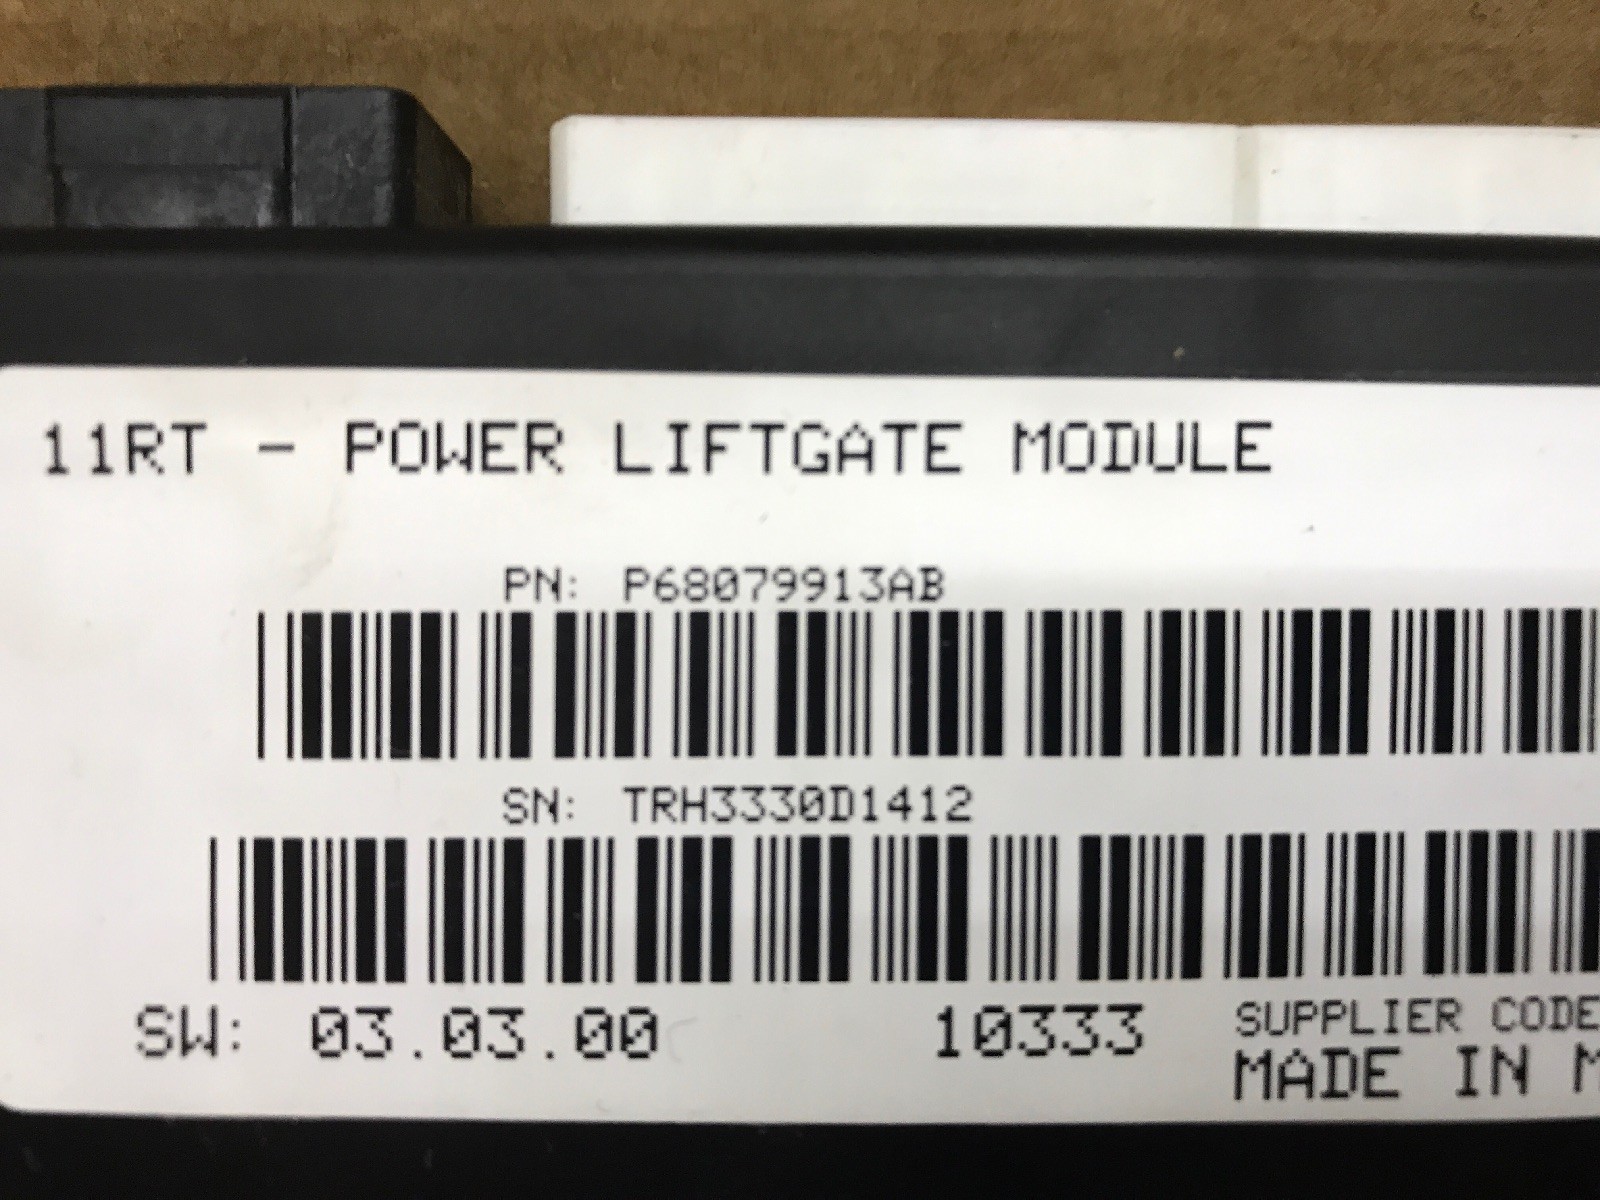 11RT - POWER LIFTGATE MODULE
PN: P68079913AB
SN: TRH3330D1412
SW: 03.03.00 10333 SUPPLIER CODE
MADE IN